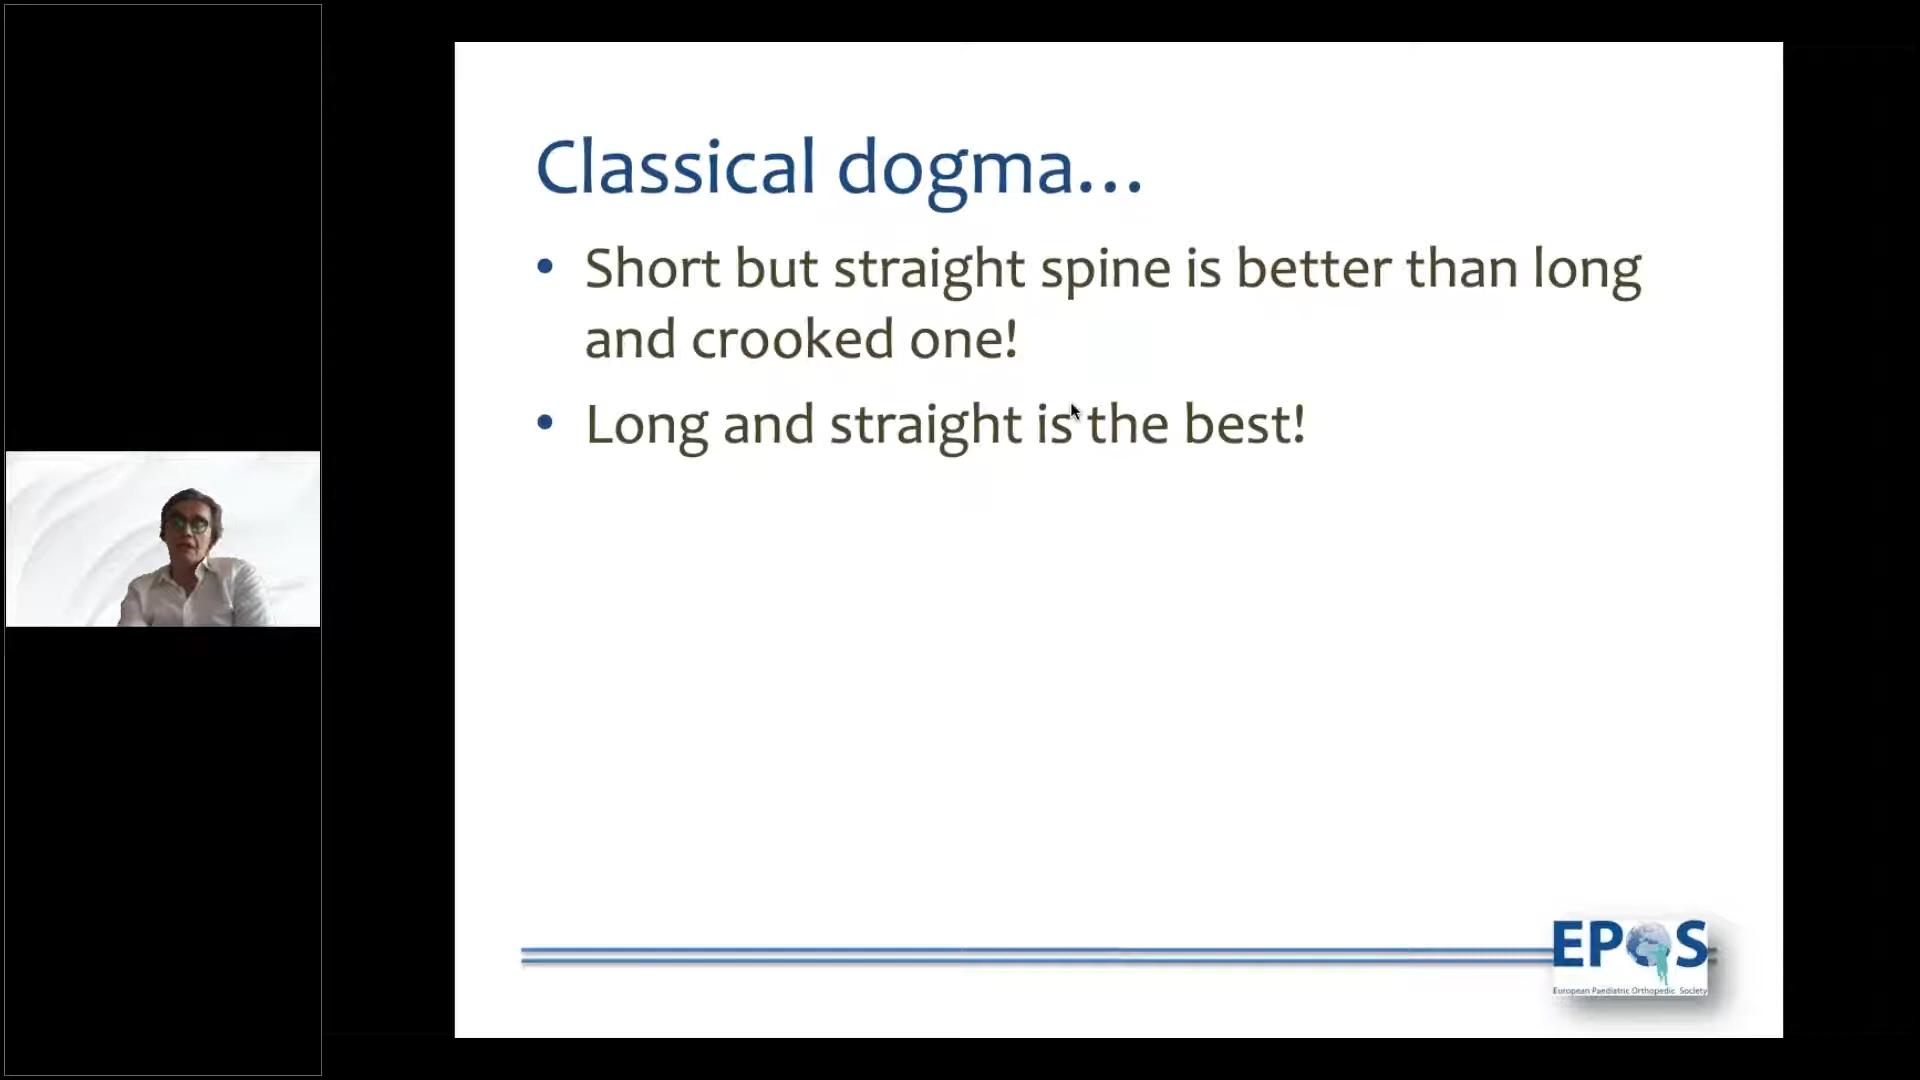 Classical dogma...
• Short but straight spine is better than long
and crooked one!
• Long and straight is the best!
EPOS
European Paediatric Orthopedic Society